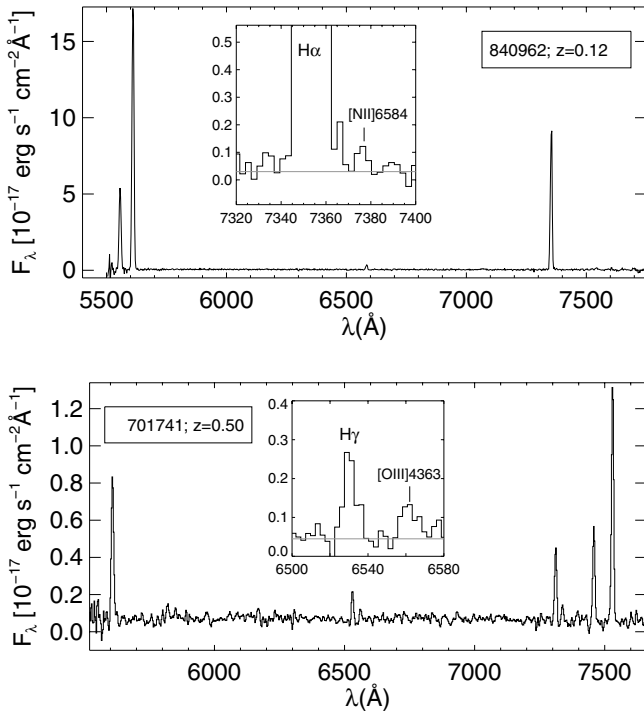 840962; z=0.12
Hα
[NII]6584
0.5
0.4
0.3
0.2
0.1
0.0
7320 7340 7360 7380 7400
15
10
5
0
F_λ [10⁻¹⁷ erg s⁻¹ cm⁻²Å⁻¹]
5500 6000 6500 7000 7500
λ(Å)
701741; z=0.50
Hγ
[OIII]4363
0.4
0.3
0.2
0.1
0.0
6500 6520 6540 6560 6580
1.2
1.0
0.8
0.6
0.4
0.2
0.0
F_λ [10⁻¹⁷ erg s⁻¹ cm⁻²Å⁻¹]
6000 6500 7000 7500
λ(Å)